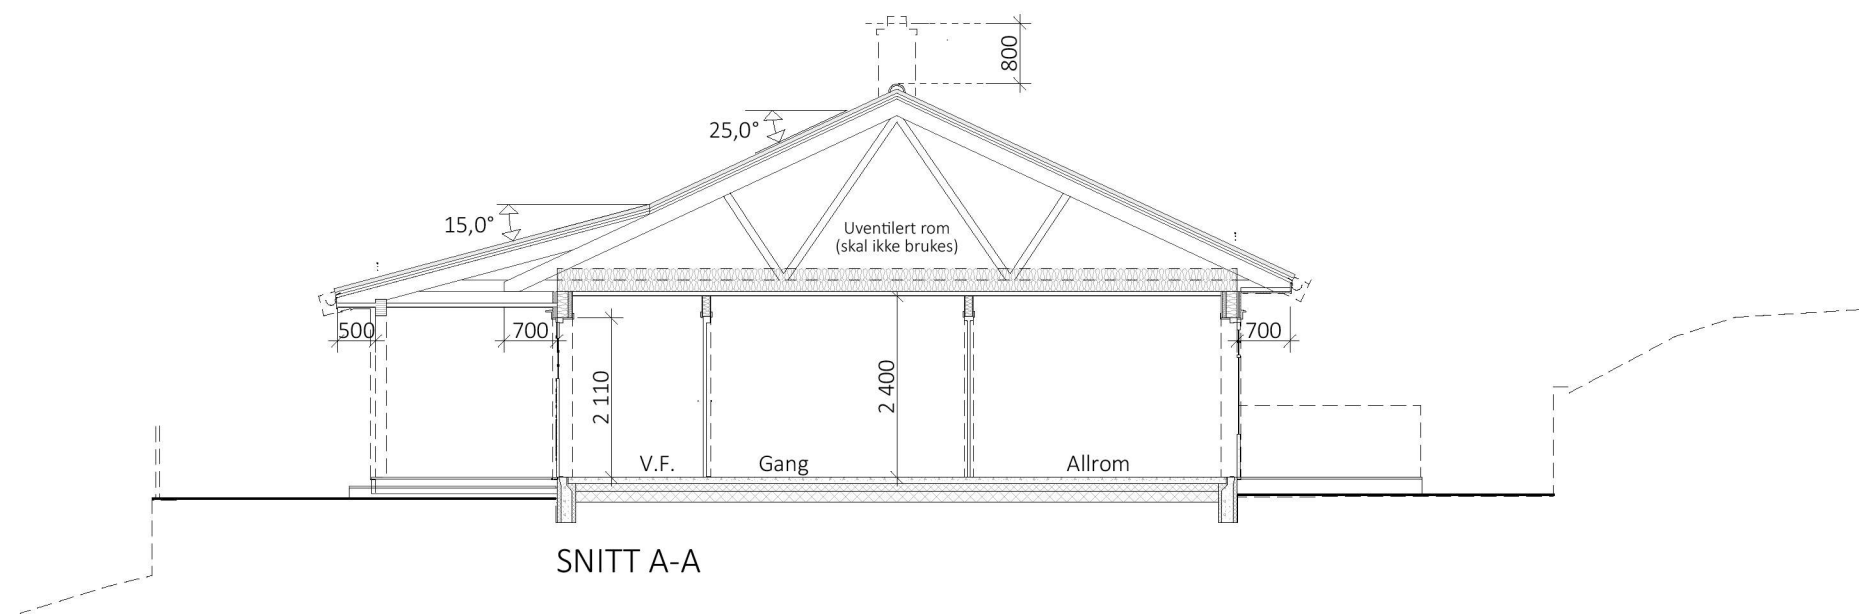 800
25,0°
15,0°
Uventilert rom
(skal ikke brukes)
500
700
700
2 110
2 400
V.F.
Gang
Allrom
SNITT A-A